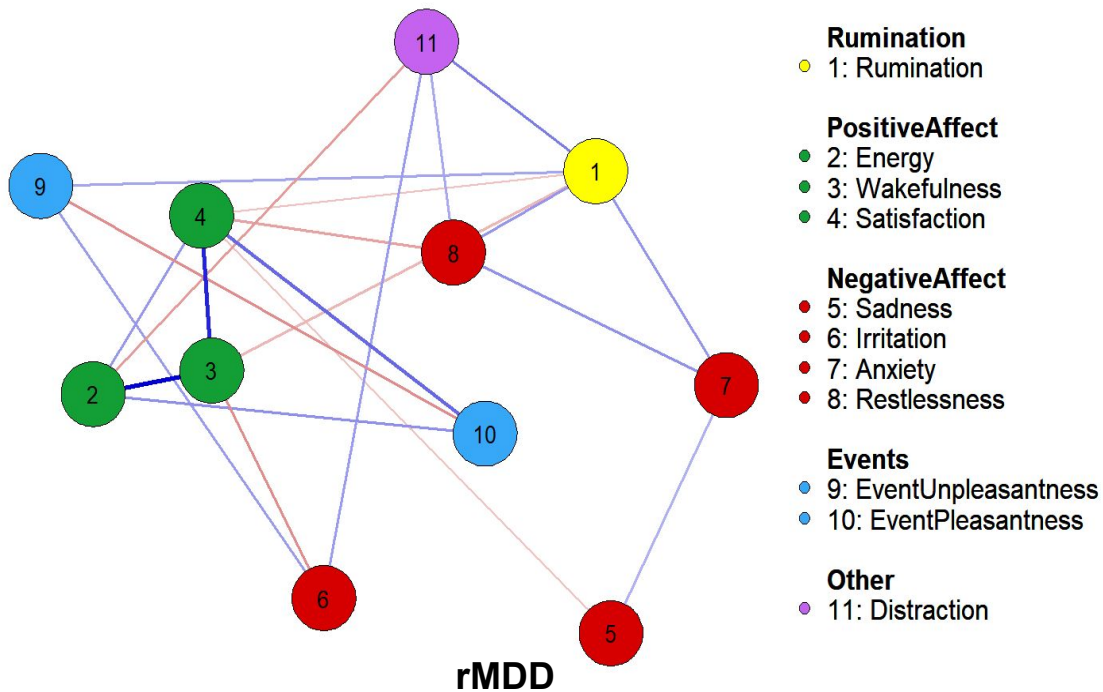 11
1
9
4
8
3
2
7
10
6
5
rMDD
Rumination
1: Rumination
PositiveAffect
2: Energy
3: Wakefulness
4: Satisfaction
NegativeAffect
5: Sadness
6: Irritation
7: Anxiety
8: Restlessness
Events
9: EventUnpleasantness
10: EventPleasantness
Other
11: Distraction